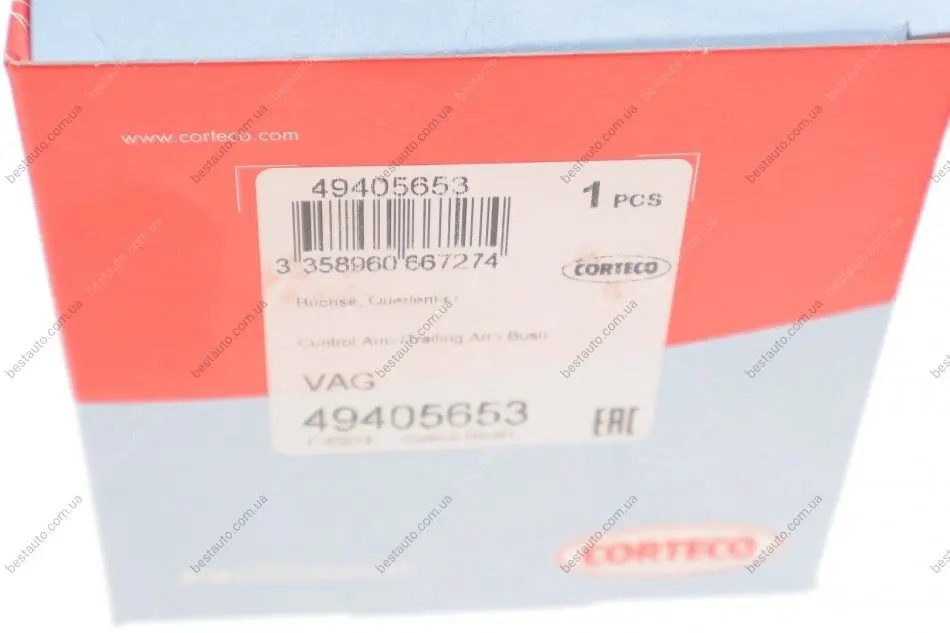 www.corteco.com
49405653
1 PCS
3 358960 667274
CORTECO
Buchse, Querlenker
Control Arm-/Trailing Arm Bush
VAG
49405653
EAC
CORTECO
bestauto.com.ua